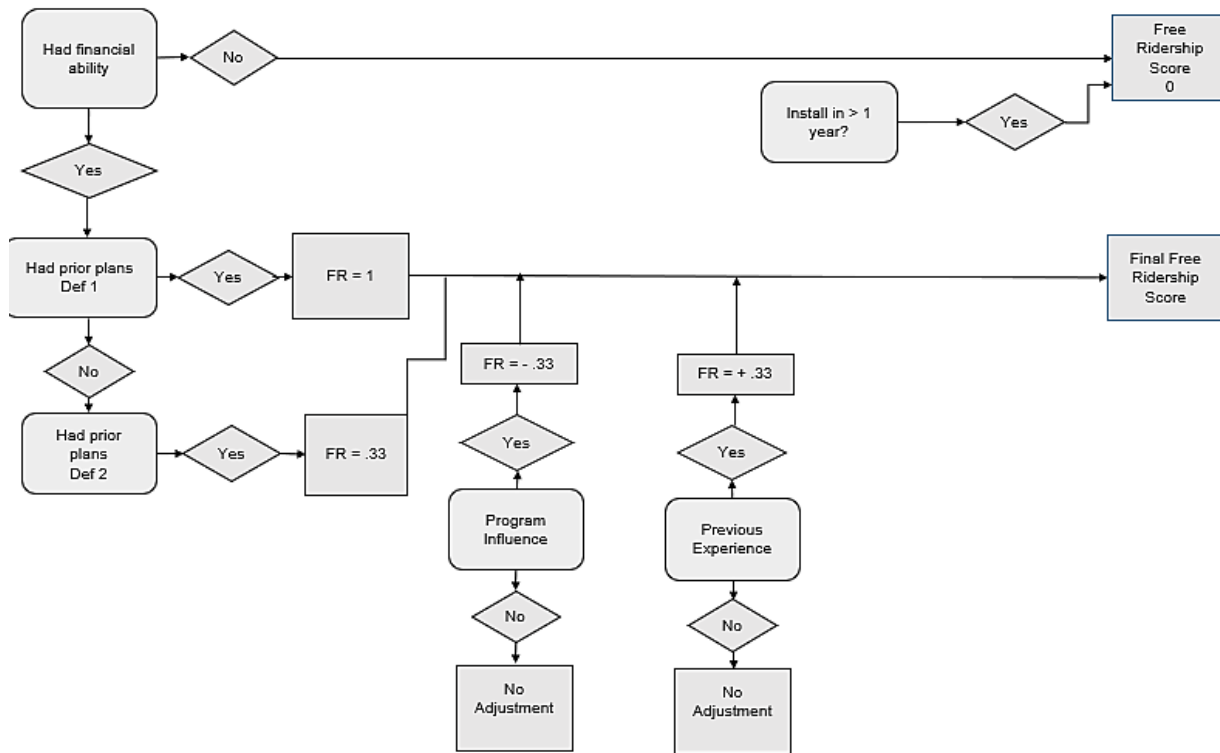 Had financial
ability
No
Free
Ridership
Score
0
Install in > 1
year?
Yes
Yes
Had prior plans
Def 1
Yes
FR = 1
Final Free
Ridership
Score
No
FR = - .33
FR = + .33
Had prior
plans
Def 2
Yes
FR = .33
Yes
Yes
Program
Influence
Previous
Experience
No
No
No
Adjustment
No
Adjustment